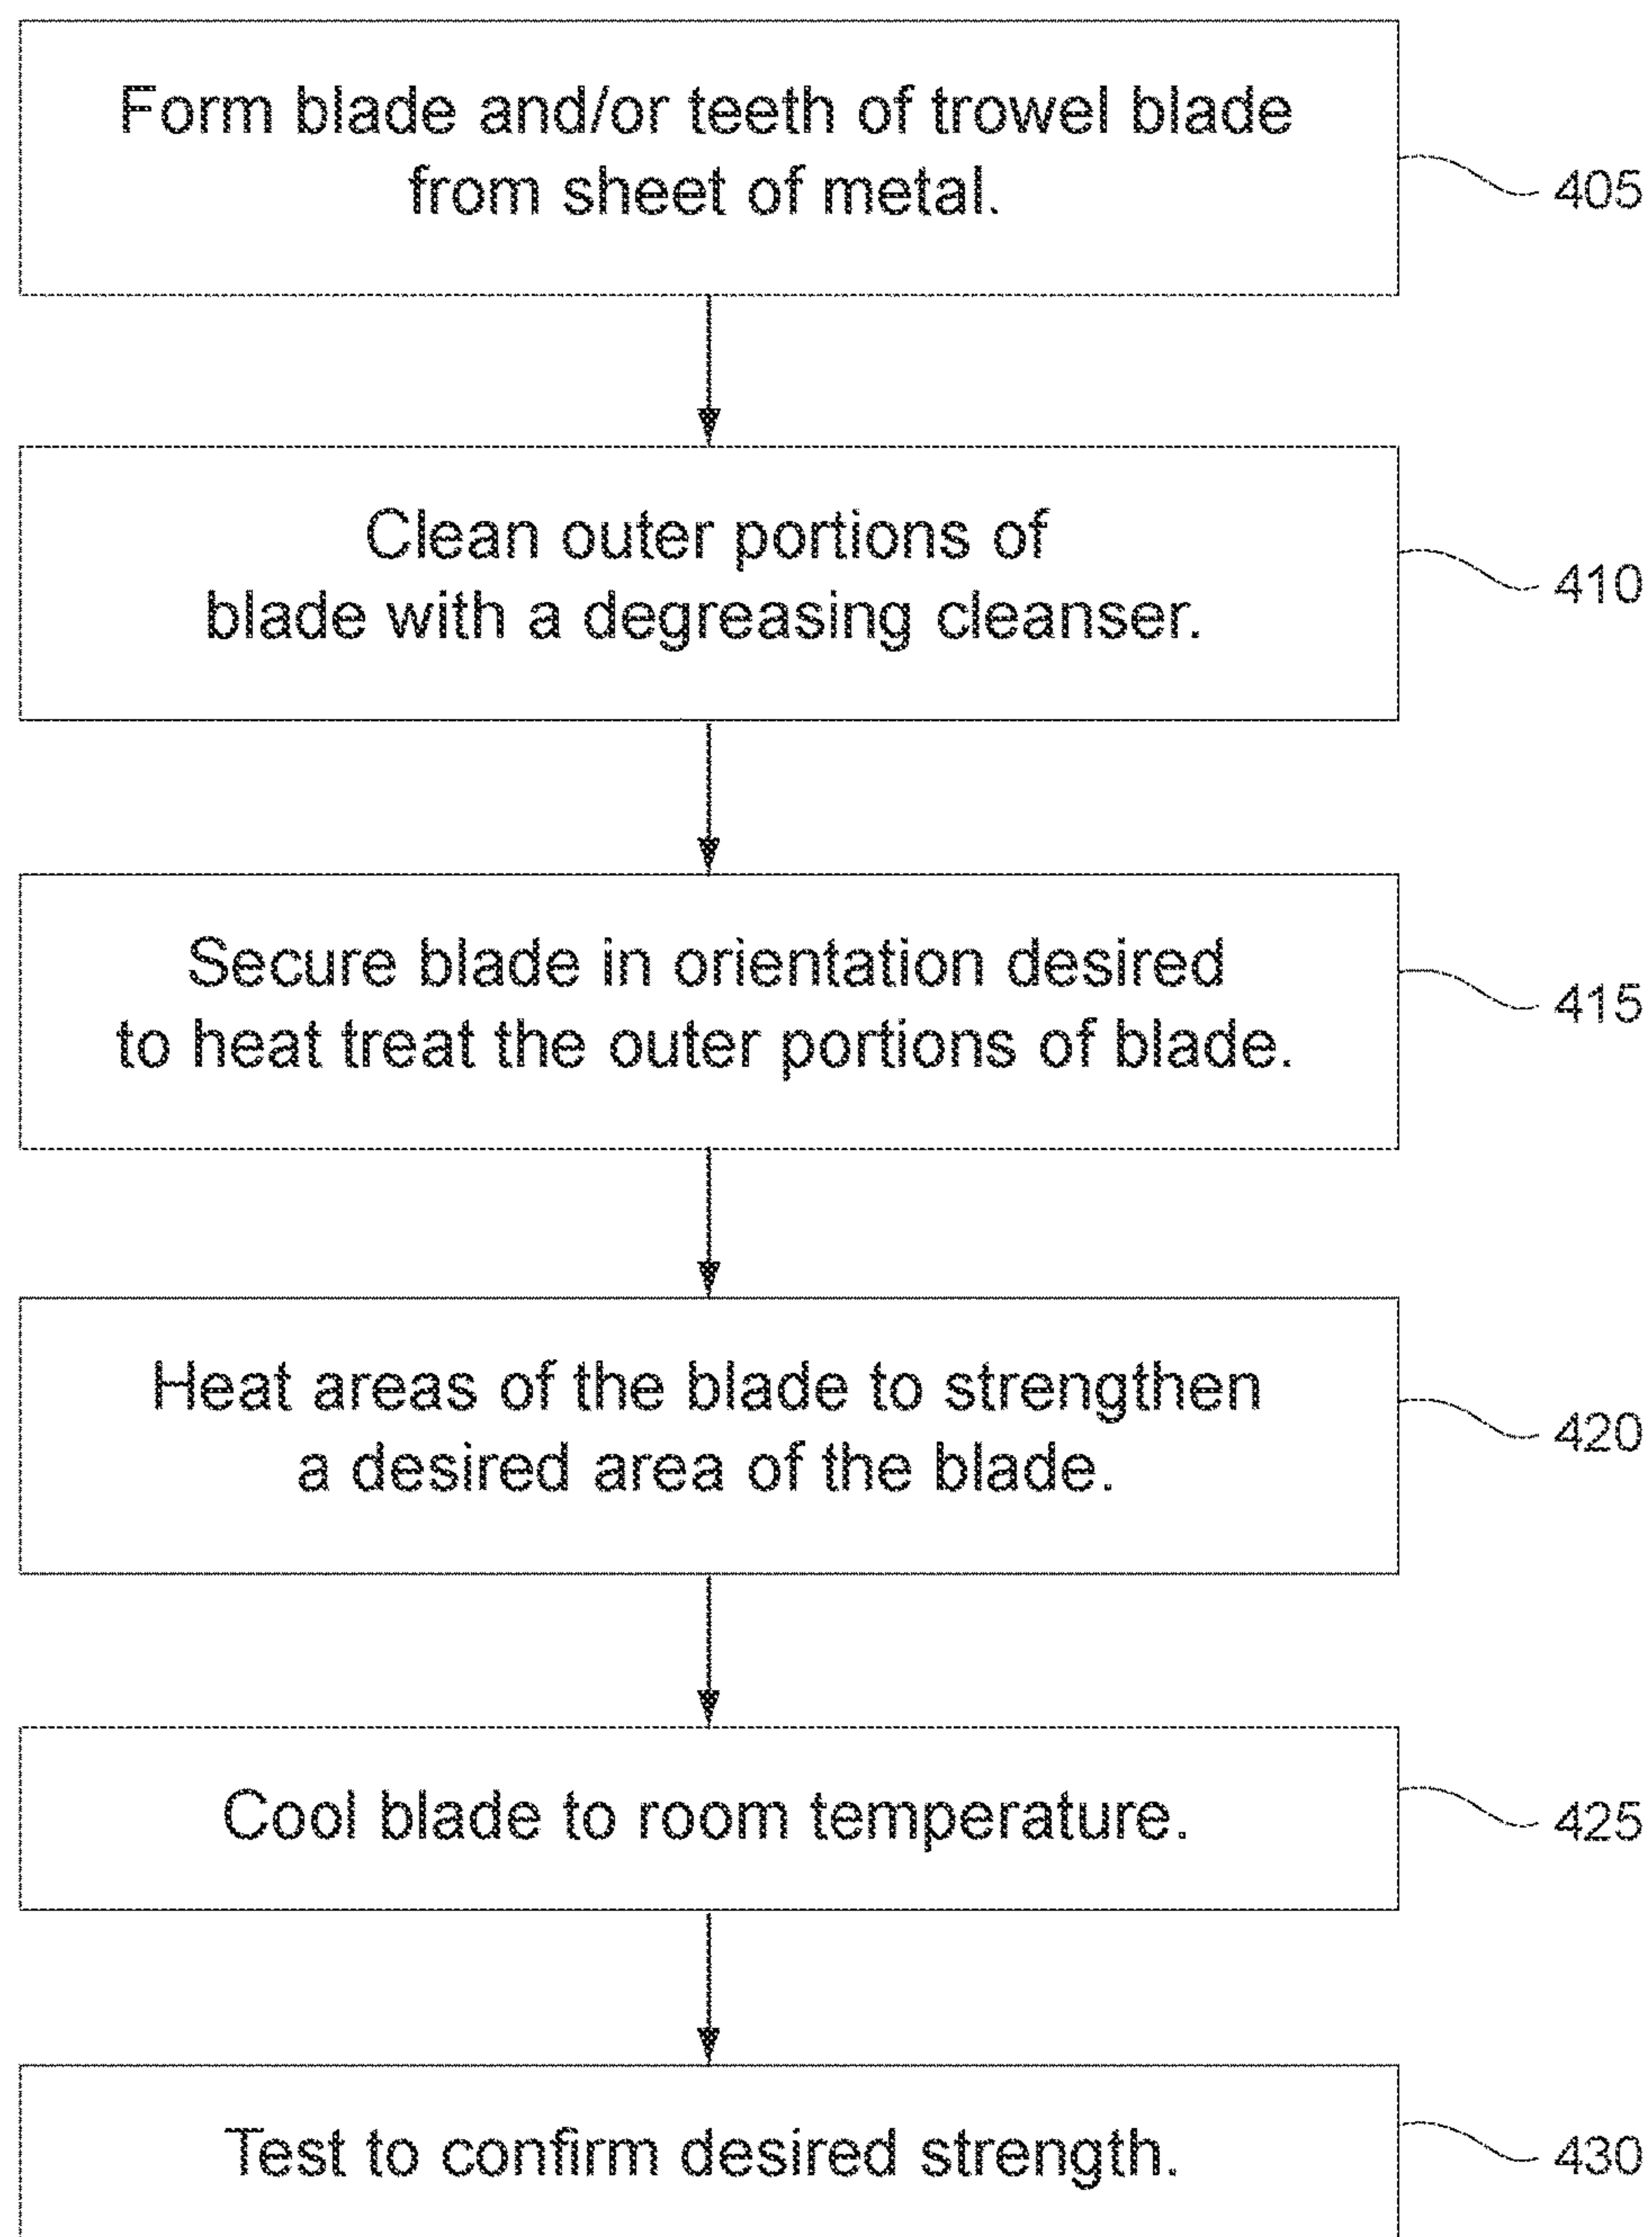 Form blade and/or teeth of trowel blade
from sheet of metal.
405
Clean outer portions of
blade with a degreasing cleanser.
410
Secure blade in orientation desired
to heat treat the outer portions of blade.
415
Heat areas of the blade to strengthen
a desired area of the blade.
420
Cool blade to room temperature.
425
Test to confirm desired strength.
430